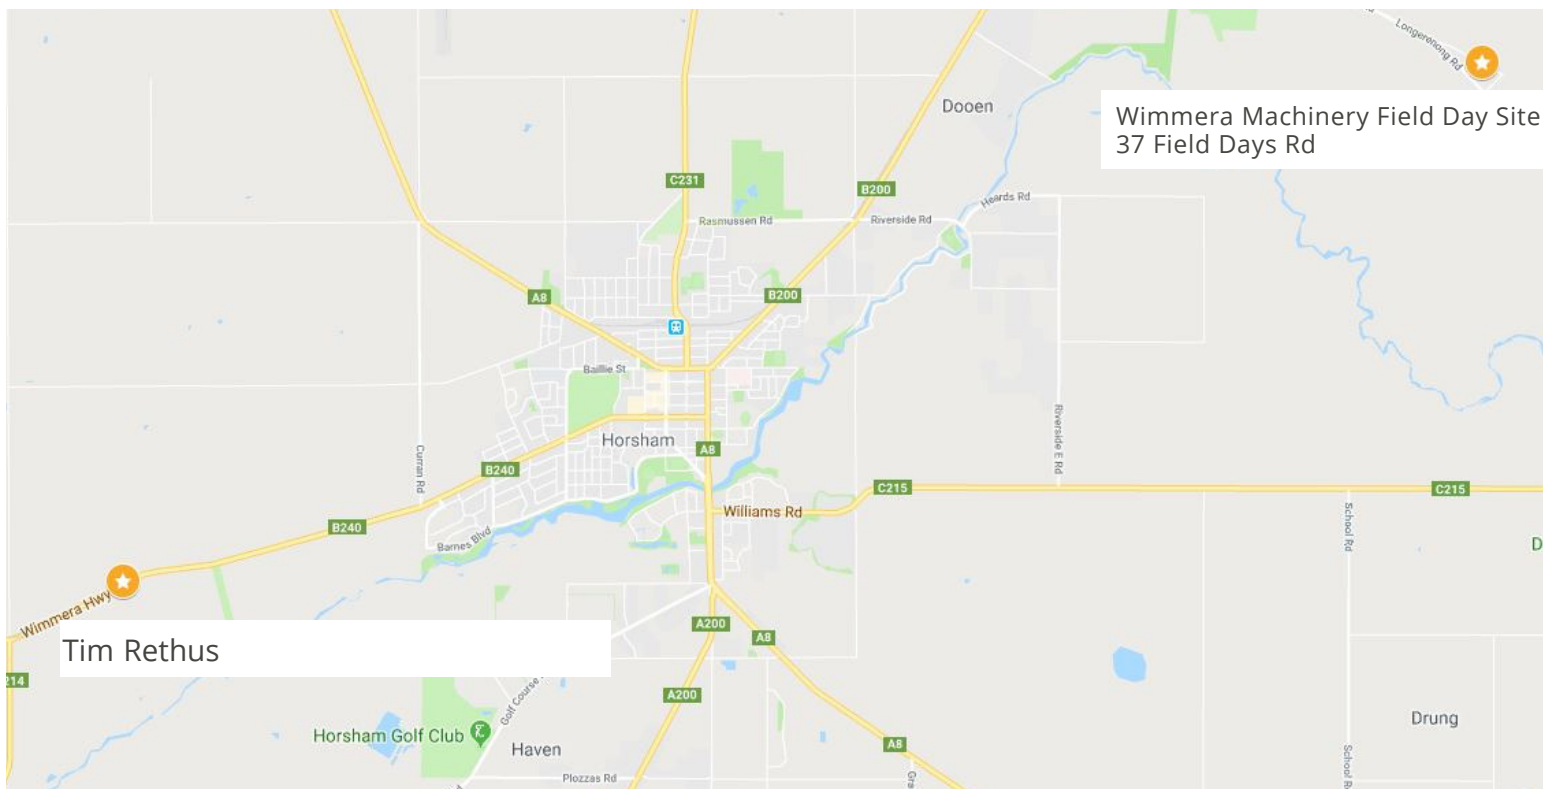 Longerenong Rd
Dooen
Wimmera Machinery Field Day Site
37 Field Days Rd
C231
B200
Heards Rd
Rasmussen Rd
Riverside Rd
A8
B200
Baillie St
Horsham
A8
Riverside E Rd
Curran Rd
B240
C215
C215
Williams Rd
School Rd
B240
Barnes Blvd
D
Wimmera Hwy
A200
A8
Tim Rethus
214
A200
Golf Course
Horsham Golf Club
Haven
Drung
A8
School R
Plozzas Rd
Gra